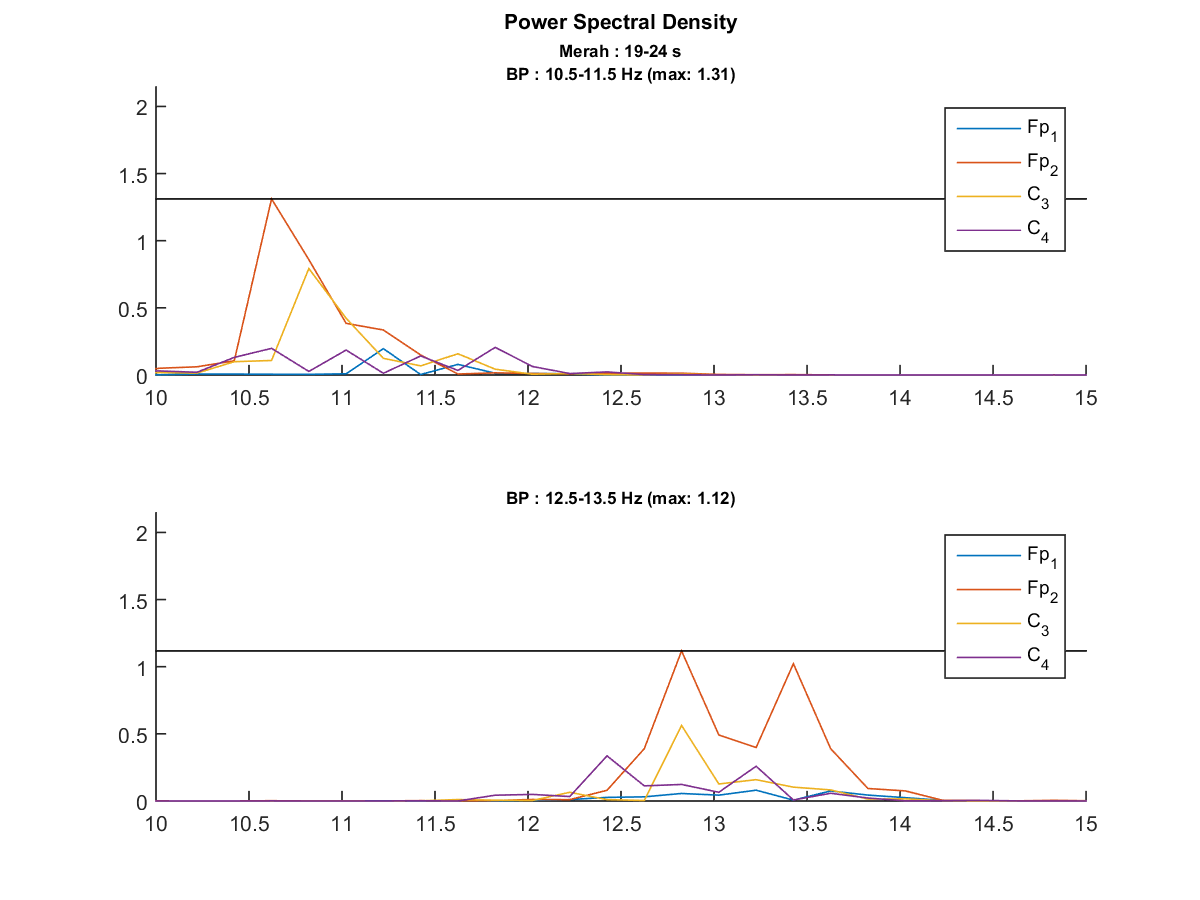 Power Spectral Density
Merah : 19-24 s
BP : 10.5-11.5 Hz (max: 1.31)
2
1.5
1
0.5
0
10 10.5 11 11.5 12 12.5 13 13.5 14 14.5 15
Fp1
Fp2
C3
C4
BP : 12.5-13.5 Hz (max: 1.12)
2
1.5
1
0.5
0
10 10.5 11 11.5 12 12.5 13 13.5 14 14.5 15
Fp1
Fp2
C3
C4